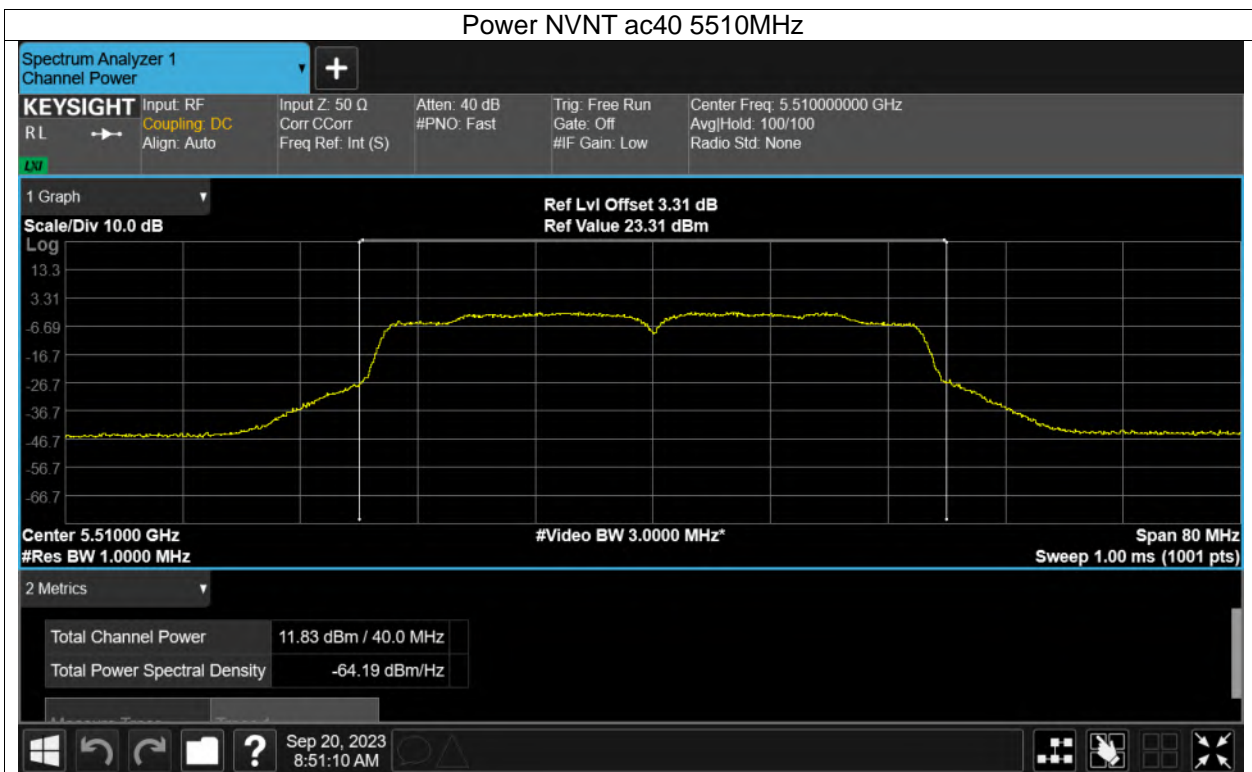 Power NVNT ac40 5510MHz
Spectrum Analyzer 1
Channel Power
KEYSIGHT
RL
LXI
Input: RF
Coupling: DC
Align: Auto
Input Z: 50 Ω
Corr CCorr
Freq Ref: Int (S)
Atten: 40 dB
#PNO: Fast
Trig: Free Run
Gate: Off
#IF Gain: Low
Center Freq: 5.510000000 GHz
Avg|Hold: 100/100
Radio Std: None
1 Graph
Scale/Div 10.0 dB
Ref Lvl Offset 3.31 dB
Ref Value 23.31 dBm
Log
13.3
3.31
-6.69
-16.7
-26.7
-36.7
-46.7
-56.7
-66.7
Center 5.51000 GHz
#Video BW 3.0000 MHz*
Span 80 MHz
#Res BW 1.0000 MHz
Sweep 1.00 ms (1001 pts)
2 Metrics
Total Channel Power 11.83 dBm / 40.0 MHz
Total Power Spectral Density -64.19 dBm/Hz
?
Sep 20, 2023
8:51:10 AM